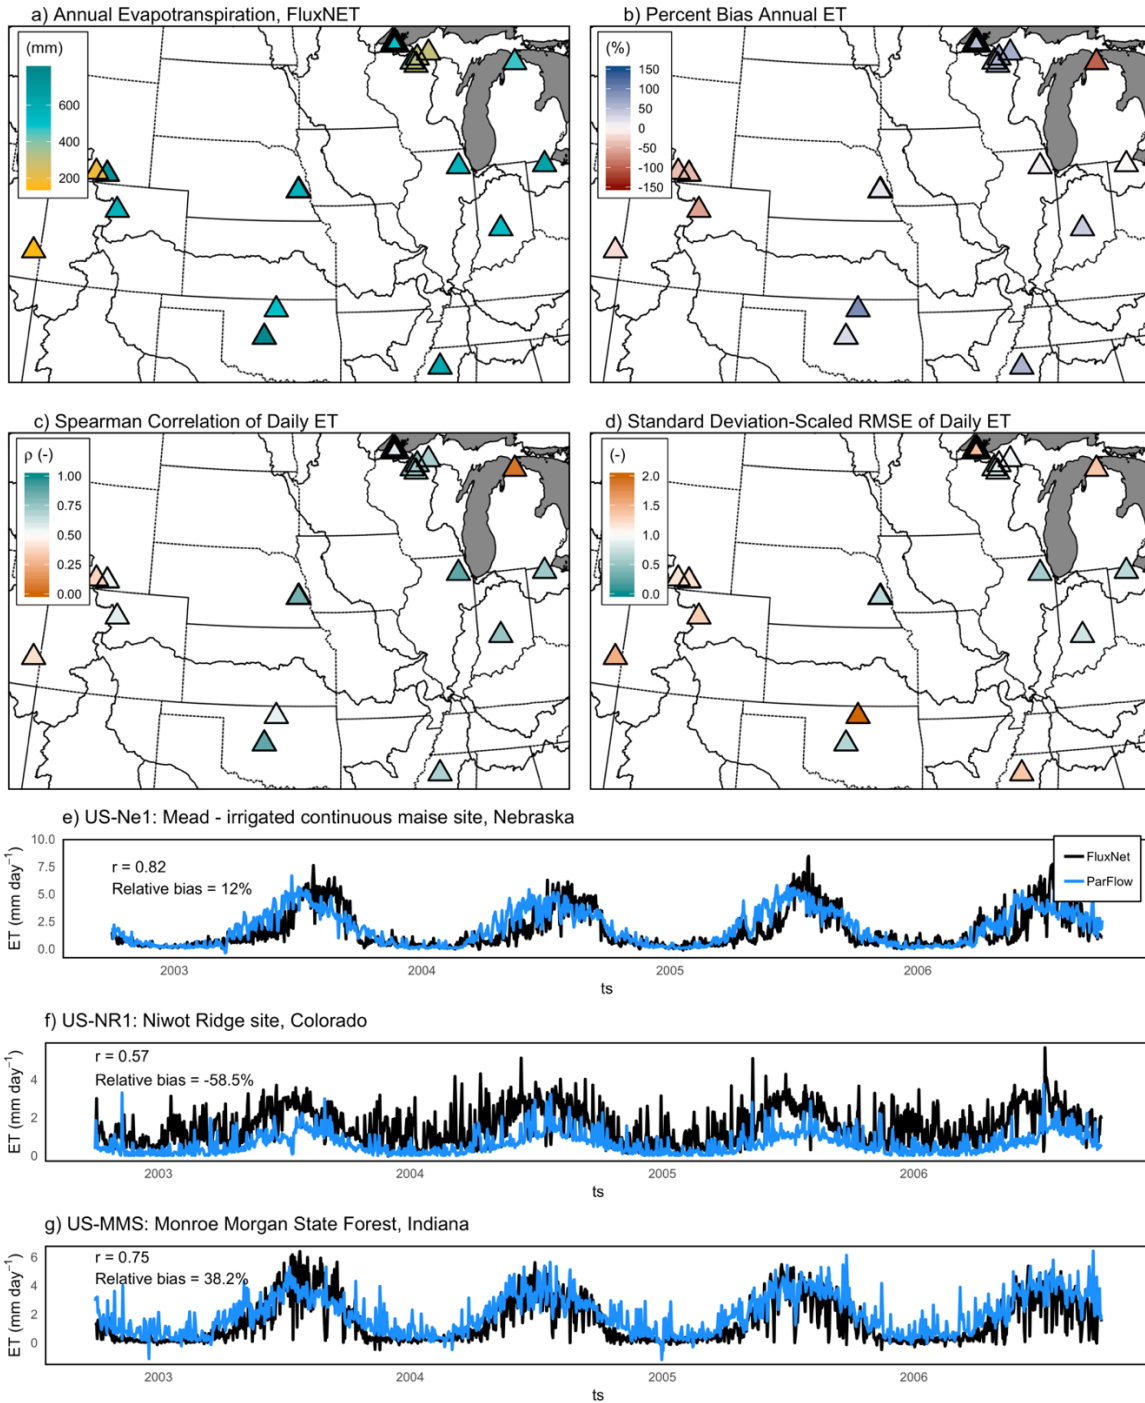 a) Annual Evapotranspiration, FluxNET
(mm)
600
400
200
b) Percent Bias Annual ET
(%)
150
100
50
0
-50
-100
-150
c) Spearman Correlation of Daily ET
ρ (-)
1.00
0.75
0.50
0.25
0.00
d) Standard Deviation-Scaled RMSE of Daily ET
(-)
2.0
1.5
1.0
0.5
0.0
e) US-Ne1: Mead - irrigated continuous maise site, Nebraska
ET (mm day⁻¹)
10.0
7.5
5.0
2.5
0.0
r = 0.82
Relative bias = 12%
FluxNet
ParFlow
2003 2004 2005 2006
ts
f) US-NR1: Niwot Ridge site, Colorado
ET (mm day⁻¹)
4
2
0
r = 0.57
Relative bias = -58.5%
2003 2004 2005 2006
ts
g) US-MMS: Monroe Morgan State Forest, Indiana
ET (mm day⁻¹)
6
4
2
0
r = 0.75
Relative bias = 38.2%
2003 2004 2005 2006
ts